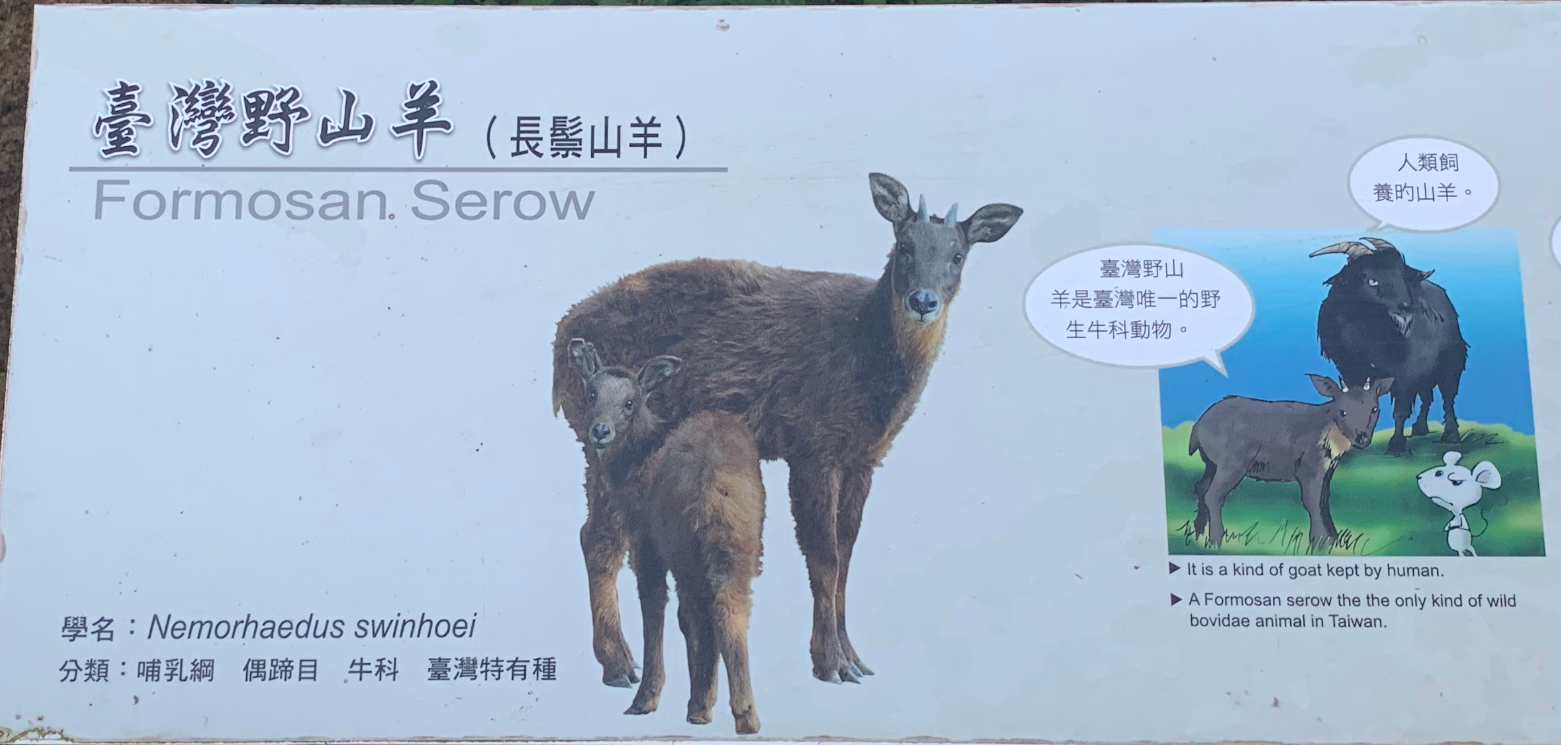 臺灣野山羊（長鬃山羊）
Formosan Serow
人類飼
養的山羊。
臺灣野山
羊是臺灣唯一的野
生牛科動物。
▶ It is a kind of goat kept by human.
▶ A Formosan serow the the only kind of wild
bovidae animal in Taiwan.
學名：Nemorhaedus swinhoei
分類：哺乳綱 偶蹄目 牛科 臺灣特有種